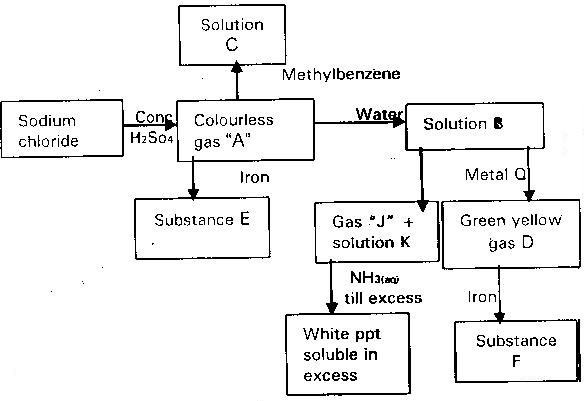 Solution
C
Methylbenzene
Sodium
chloride
Conc
H₂So₄
Colourless
gas "A"
Water
Solution B
Iron
Metal Q
Substance E
Gas "J" +
solution K
Green yellow
gas D
NH₃(aq)
till excess
Iron
White ppt
soluble in
excess
Substance
F